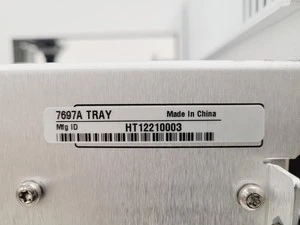 7697A TRAY Made in China
Mfg ID HT12210003